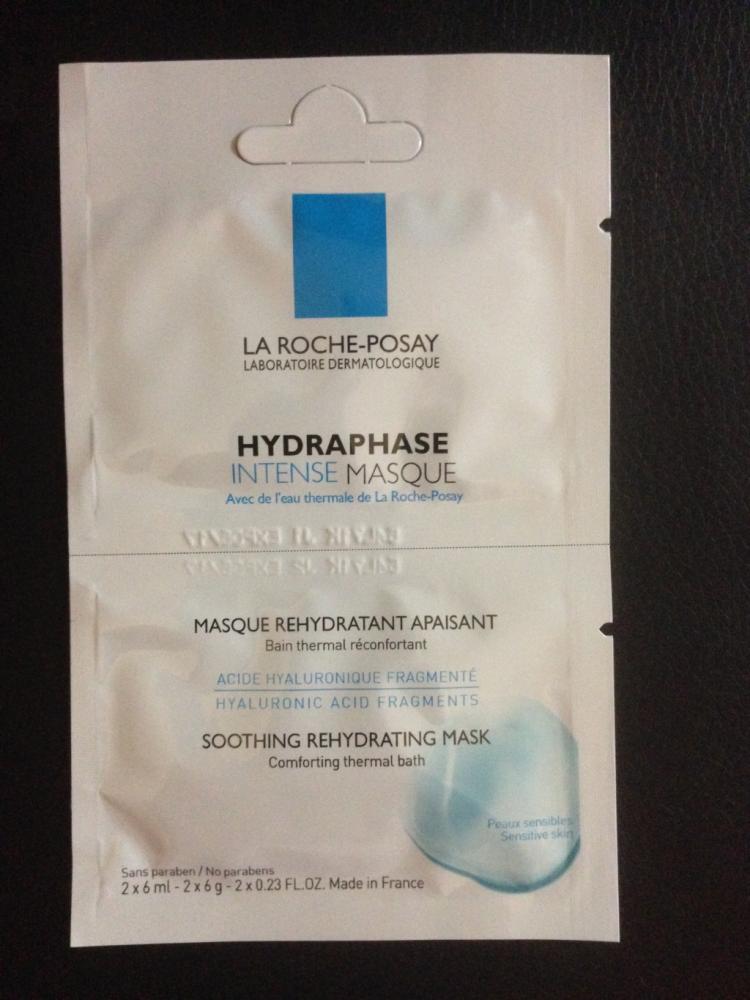 LA ROCHE-POSAY
LABORATOIRE DERMATOLOGIQUE
HYDRAPHASE
INTENSE MASQUE
Avec de l'eau thermale de La Roche-Posay
MASQUE REHYDRATANT APAISANT
Bain thermal réconfortant
ACIDE HYALURONIQUE FRAGMENTÉ
HYALURONIC ACID FRAGMENTS
SOOTHING REHYDRATING MASK
Comforting thermal bath
Peaux sensibles
Sensitive skin
Sans paraben / No parabens
2 x 6 ml - 2 x 6 g - 2 x 0.23 FL.OZ. Made in France